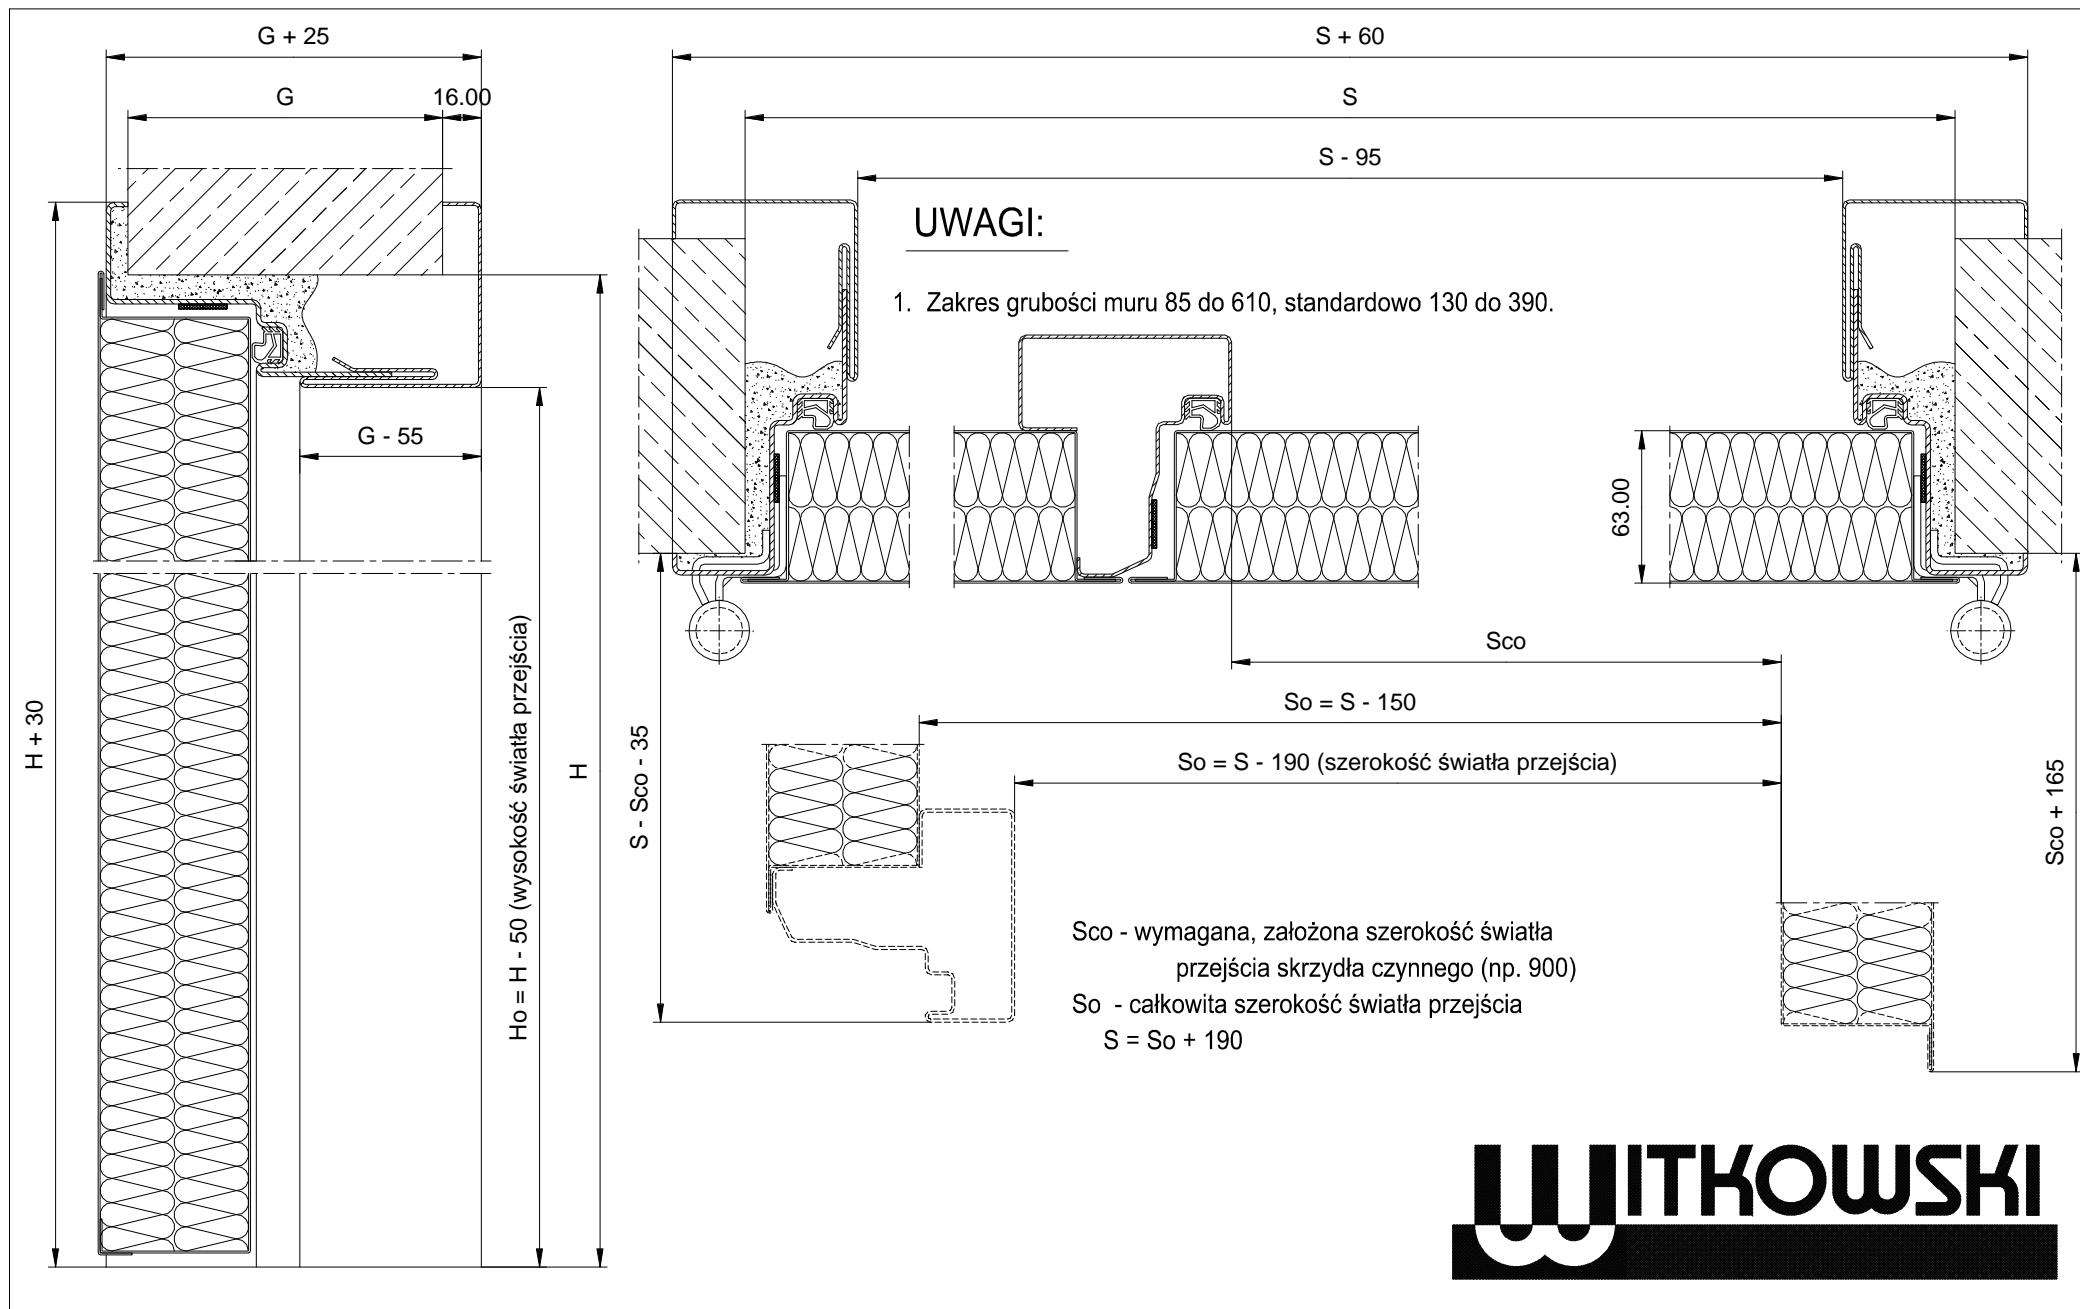 G + 25
G
16.00
S + 60
S
S - 95
UWAGI:
1. Zakres grubości muru 85 do 610, standardowo 130 do 390.
G - 55
63.00
H + 30
Ho = H - 50 (wysokość światła przejścia)
H
S - Sco - 35
Sco
So = S - 150
So = S - 190 (szerokość światła przejścia)
Sco + 165
Sco - wymagana, założona szerokość światła
przejścia skrzydła czynnego (np. 900)
So - całkowita szerokość światła przejścia
S = So + 190
WITKOWSKI